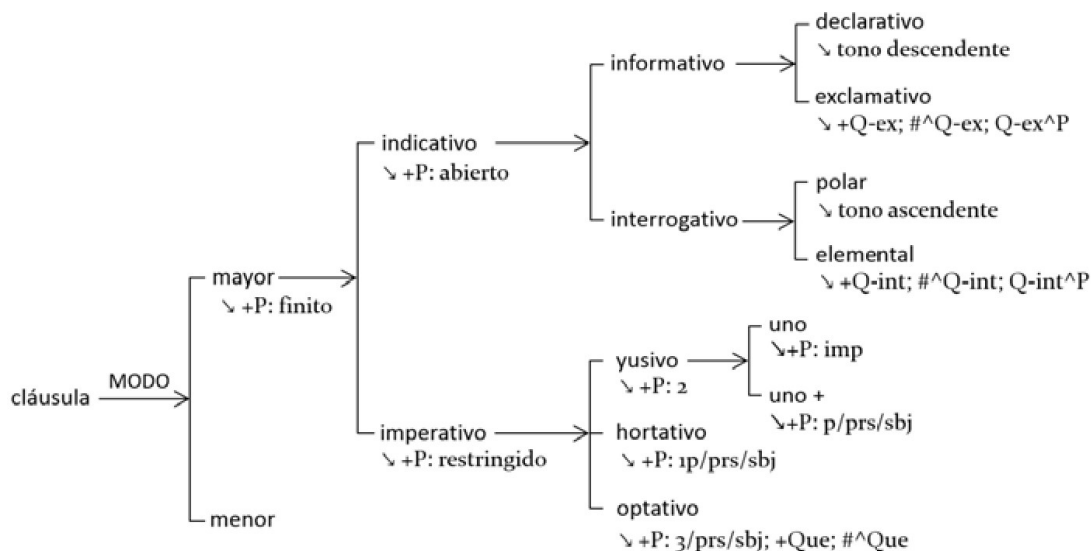 declarativo
↘ tono descendente
informativo
exclamativo
↘ +Q-ex; #^Q-ex; Q-ex^P
indicativo
↘ +P: abierto
polar
↘ tono ascendente
interrogativo
elemental
↘ +Q-int; #^Q-int; Q-int^P
mayor
↘ +P: finito
uno
↘+P: imp
yusivo
↘ +P: 2
uno +
↘+P: p/prs/sbj
MODO
cláusula
imperativo
↘ +P: restringido
hortativo
↘ +P: 1p/prs/sbj
optativo
↘ +P: 3/prs/sbj; +Que; #^Que
menor